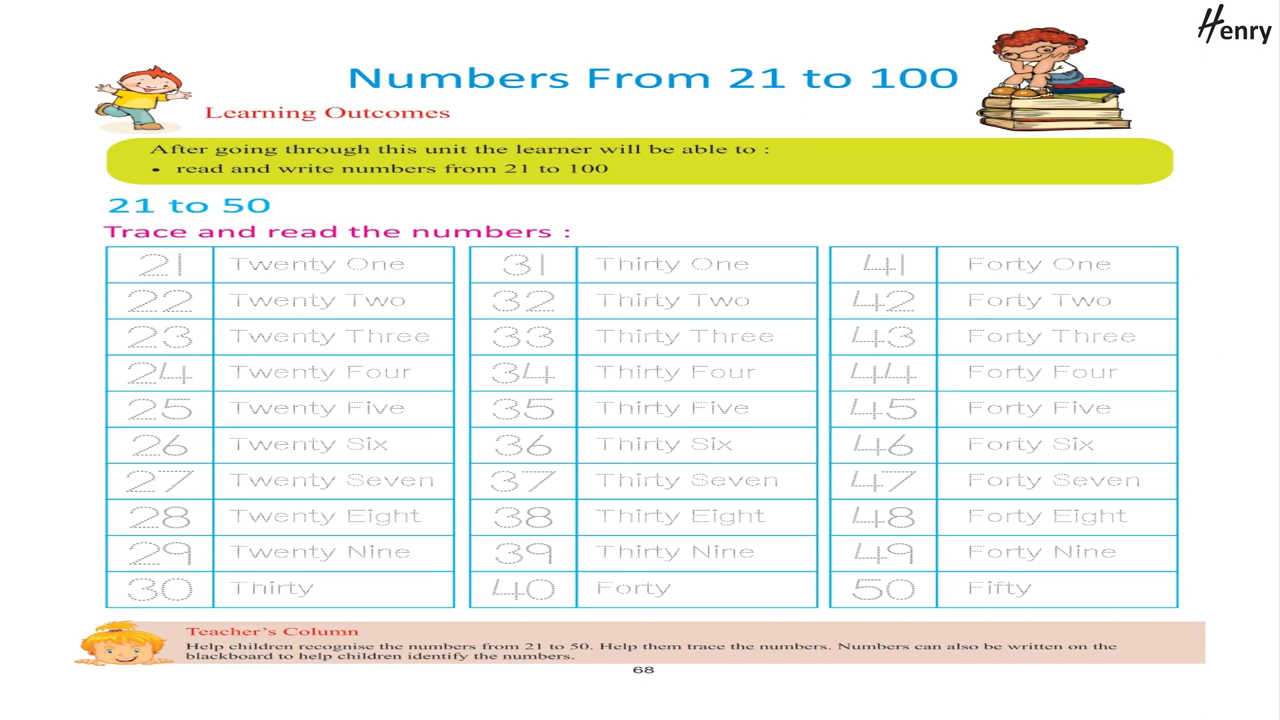 Henry
Numbers From 21 to 100
Learning Outcomes
After going through this unit the learner will be able to :
• read and write numbers from 21 to 100
21 to 50
Trace and read the numbers :
21 Twenty One 31 Thirty One 41 Forty One
22 Twenty Two 32 Thirty Two 42 Forty Two
23 Twenty Three 33 Thirty Three 43 Forty Three
24 Twenty Four 34 Thirty Four 44 Forty Four
25 Twenty Five 35 Thirty Five 45 Forty Five
26 Twenty Six 36 Thirty Six 46 Forty Six
27 Twenty Seven 37 Thirty Seven 47 Forty Seven
28 Twenty Eight 38 Thirty Eight 48 Forty Eight
29 Twenty Nine 39 Thirty Nine 49 Forty Nine
30 Thirty 40 Forty 50 Fifty
Teacher's Column
Help children recognise the numbers from 21 to 50. Help them trace the numbers. Numbers can also be written on the
blackboard to help children identify the numbers.
68